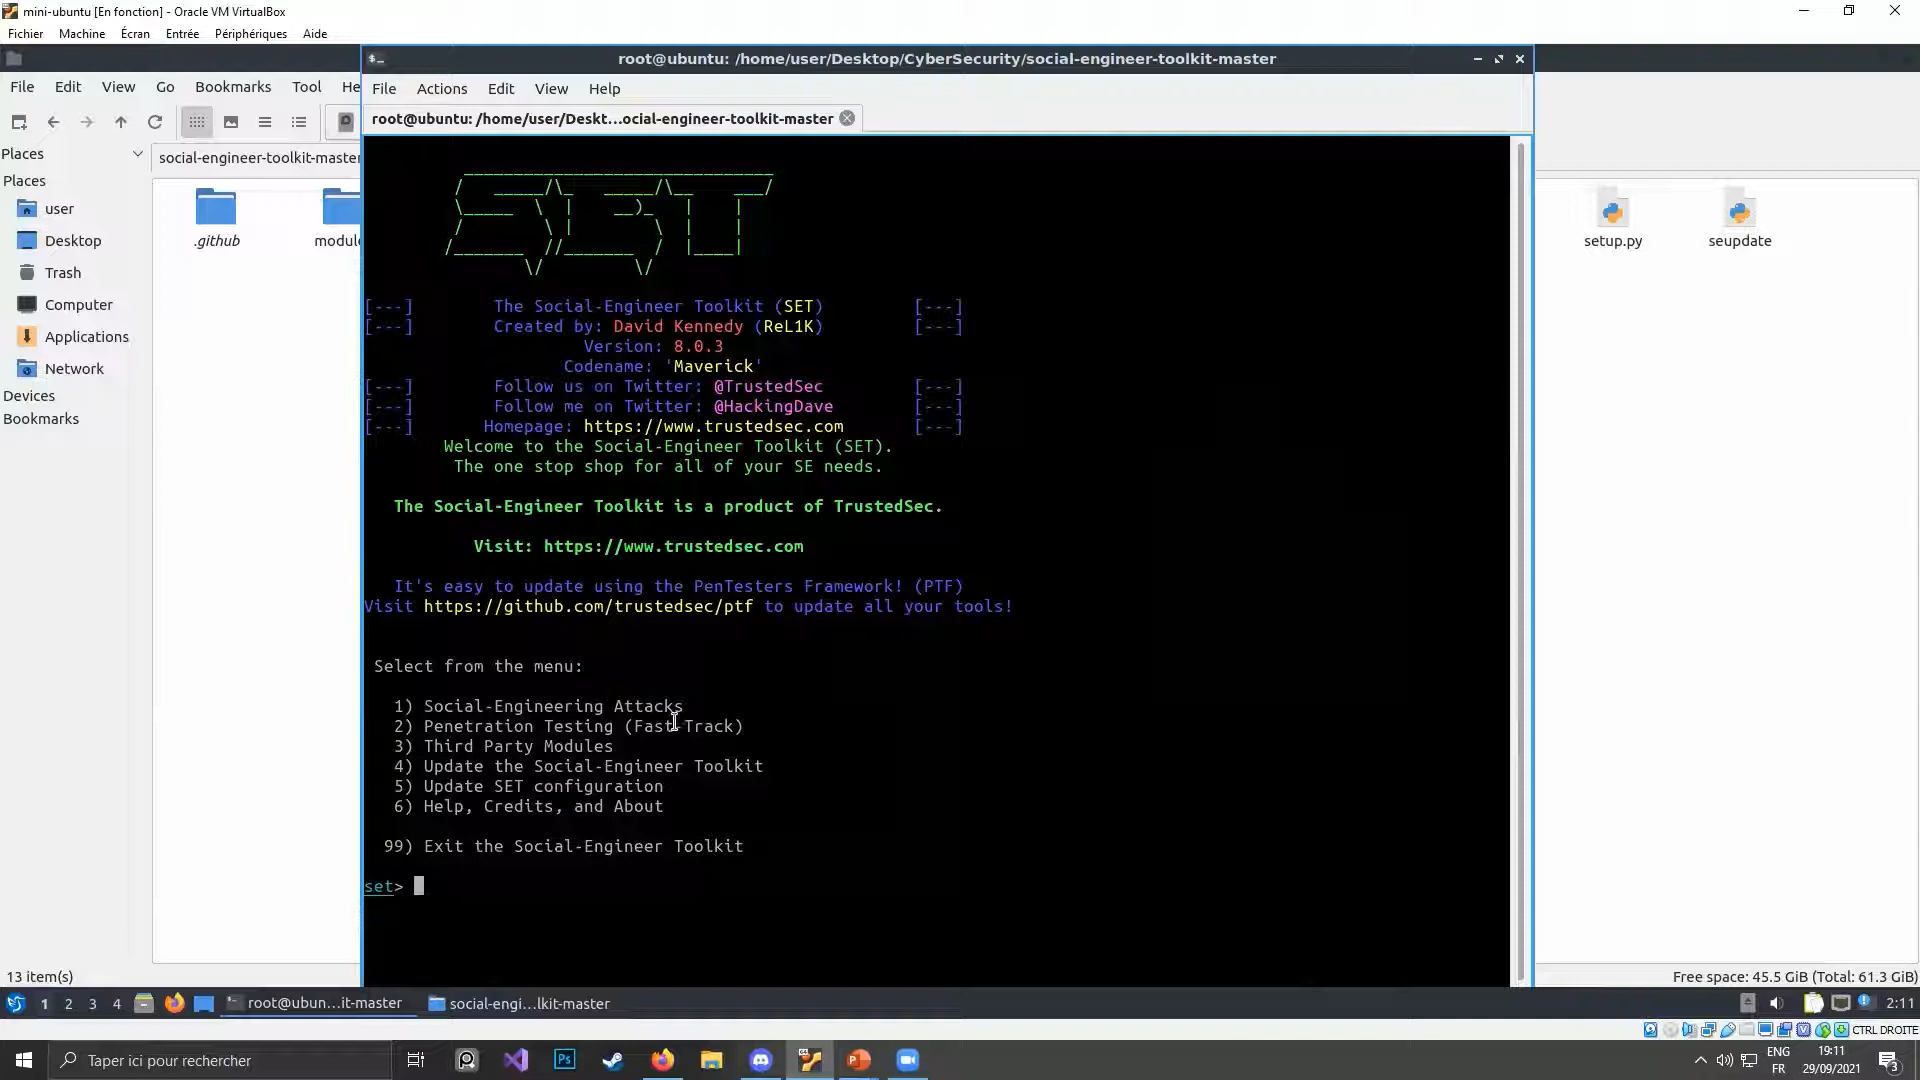 mini-ubuntu [En fonction] - Oracle VM VirtualBox
Fichier Machine Écran Entrée Périphériques Aide
root@ubuntu: /home/user/Desktop/CyberSecurity/social-engineer-toolkit-master
File Edit View Go Bookmarks Tool He
File Actions Edit View Help
root@ubuntu: /home/user/Deskt...ocial-engineer-toolkit-master
Places
social-engineer-toolkit-master
Places
user
Desktop
Trash
Computer
Applications
Network
Devices
Bookmarks
.github
module
setup.py
seupdate
[---] The Social-Engineer Toolkit (SET) [---]
[---] Created by: David Kennedy (ReL1K) [---]
Version: 8.0.3
Codename: 'Maverick'
[---] Follow us on Twitter: @TrustedSec [---]
[---] Follow me on Twitter: @HackingDave [---]
[---] Homepage: https://www.trustedsec.com [---]
Welcome to the Social-Engineer Toolkit (SET).
The one stop shop for all of your SE needs.
The Social-Engineer Toolkit is a product of TrustedSec.
Visit: https://www.trustedsec.com
It's easy to update using the PenTesters Framework! (PTF)
Visit https://github.com/trustedsec/ptf to update all your tools!
Select from the menu:
1) Social-Engineering Attacks
2) Penetration Testing (Fast-Track)
3) Third Party Modules
4) Update the Social-Engineer Toolkit
5) Update SET configuration
6) Help, Credits, and About
99) Exit the Social-Engineer Toolkit
set>
13 item(s)
Free space: 45.5 GiB (Total: 61.3 GiB)
1 2 3 4 root@ubun...it-master social-engi...lkit-master 2:11
CTRL DROITE
Taper ici pour rechercher
ENG
FR
19:11
29/09/2021
3